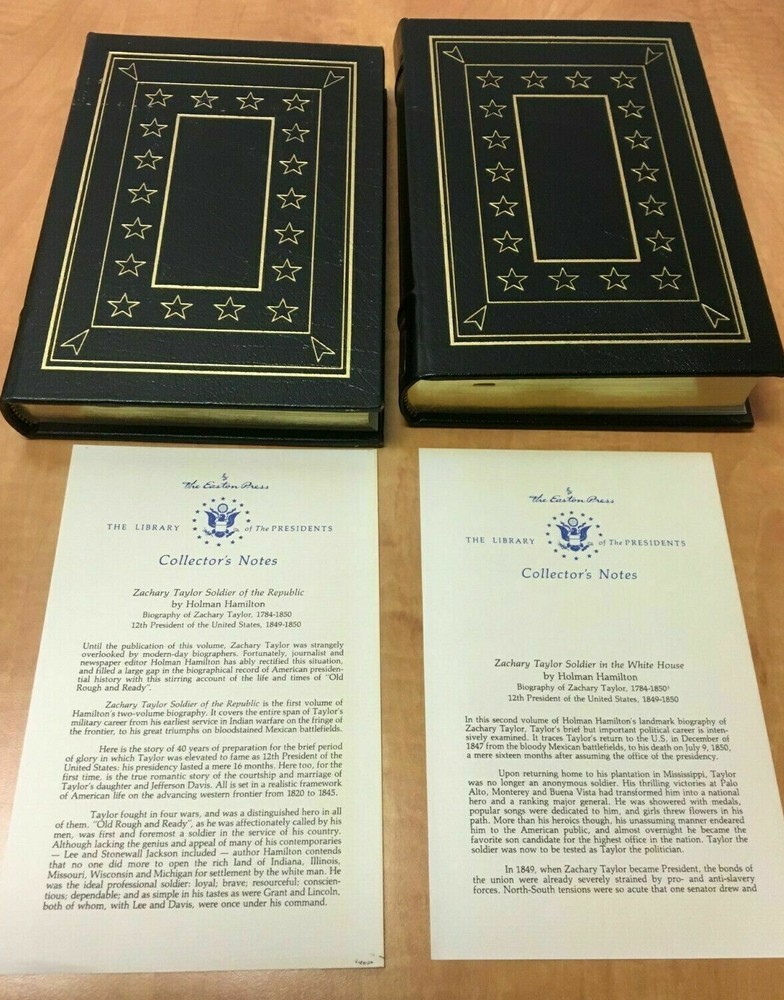 The Easton Press
THE LIBRARY of The PRESIDENTS
Collector's Notes
Zachary Taylor Soldier of the Republic
by Holman Hamilton
Biography of Zachary Taylor, 1784-1850
12th President of the United States, 1849-1850
Until the publication of this volume, Zachary Taylor was strangely
overlooked by modern-day biographers. Fortunately, journalist and
newspaper editor Holman Hamilton has ably rectified this situation,
and filled a large gap in the biographical record of American presiden-
tial history with this stirring account of the life and times of "Old
Rough and Ready".
Zachary Taylor Soldier of the Republic is the first volume of
Hamilton's two-volume biography. It covers the entire span of Taylor's
military career from his earliest service in Indian warfare on the fringe of
the frontier, to his great triumphs on bloodstained Mexican battlefields.
Here is the story of 40 years of preparation for the brief period
of glory in which Taylor was elevated to fame as 12th President of the
United States; his presidency lasted a mere 16 months. Here too, for the
first time, is the true romantic story of the courtship and marriage of
Taylor's daughter and Jefferson Davis. All is set in a realistic framework
of American life on the advancing western frontier from 1820 to 1845.
Taylor fought in four wars, and was a distinguished hero in all
of them. "Old Rough and Ready", as he was affectionately called by his
men, was first and foremost a soldier in the service of his country.
Although lacking the genius and appeal of many of his contemporaries
— Lee and Stonewall Jackson included — author Hamilton contends
that no one did more to open the rich land of Indiana, Illinois,
Missouri, Wisconsin and Michigan for settlement by the white man. He
was the ideal professional soldier: loyal; brave; resourceful; conscien-
tious; dependable; and as simple in his tastes as were Grant and Lincoln,
both of whom, with Lee and Davis, were once under his command.
The Easton Press
THE LIBRARY of The PRESIDENTS
Collector's Notes
Zachary Taylor Soldier in the White House
by Holman Hamilton
Biography of Zachary Taylor, 1784-1850
12th President of the United States, 1849-1850
In this second volume of Holman Hamilton's landmark biography of
Zachary Taylor, Taylor's brief but important political career is inten-
sively examined. It traces Taylor's return to the U.S. in December of
1847 from the bloody Mexican battlefields, to his death on July 9, 1850,
a mere sixteen months after assuming the office of the presidency.
Upon returning home to his plantation in Mississippi, Taylor
was no longer an anonymous soldier. His thrilling victories at Palo
Alto, Monterey and Buena Vista had transformed him into a national
hero and a ranking major general. He was showered with medals,
popular songs were dedicated to him, and girls threw flowers in his
path. More than his heroics though, his unassuming manner endeared
him to the American public, and almost overnight he became the
favorite son candidate for the highest office in the nation. Taylor the
soldier was now to be tested as Taylor the politician.
In 1849, when Zachary Taylor became President, the bonds of
the union were already severely strained by pro- and anti-slavery
forces. North-South tensions were so acute that one senator drew and